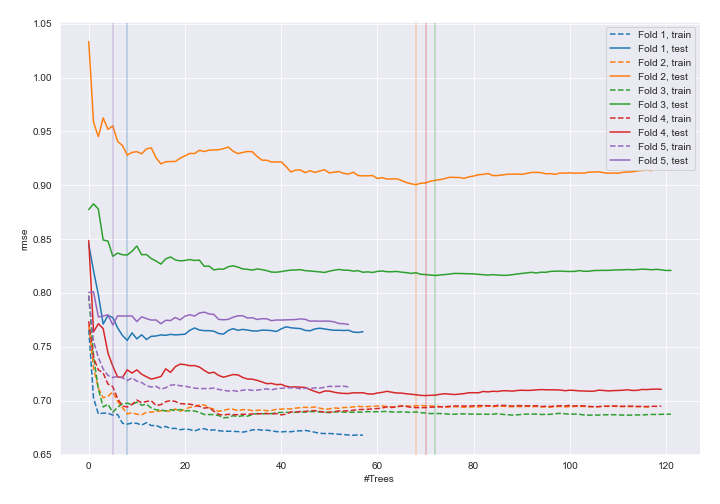 1.05
1.00
0.95
0.90
0.85
0.80
0.75
0.70
0.65
rmse
0
20
40
60
80
100
120
#Trees
Fold 1, train
Fold 1, test
Fold 2, train
Fold 2, test
Fold 3, train
Fold 3, test
Fold 4, train
Fold 4, test
Fold 5, train
Fold 5, test